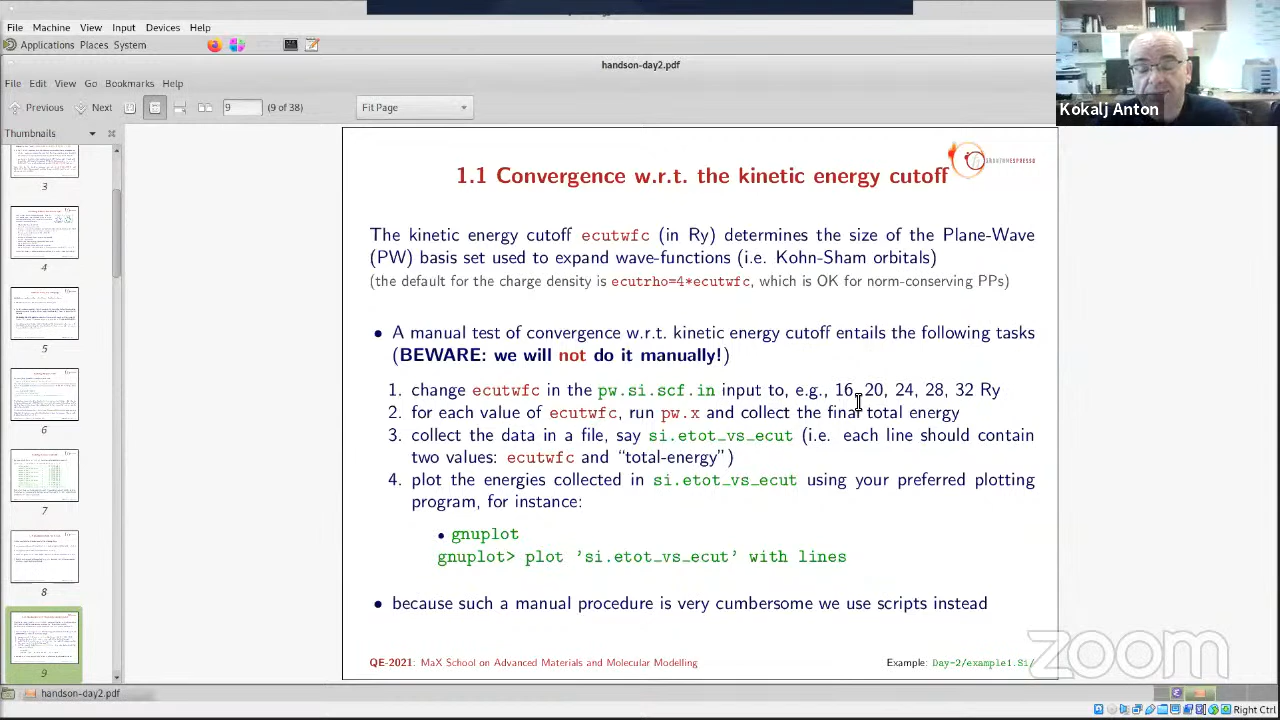 File Machine View Input Devices Help
Applications Places System
handson-day2.pdf
File Edit View Go Bookmarks Help
Previous Next 9 (9 of 38) Fit Page
Thumbnails
3
4
5
6
7
8
9
Kokalj Anton
QUANTUMESPRESSO
1.1 Convergence w.r.t. the kinetic energy cutoff
The kinetic energy cutoff ecutwfc (in Ry) determines the size of the Plane-Wave
(PW) basis set used to expand wave-functions (i.e. Kohn-Sham orbitals)
(the default for the charge density is ecutrho=4*ecutwfc, which is OK for norm-conserving PPs)
• A manual test of convergence w.r.t. kinetic energy cutoff entails the following tasks
(BEWARE: we will not do it manually!)
1. change ecutwfc in the pw.si.scf.in input to, e.g., 16, 20, 24, 28, 32 Ry
2. for each value of ecutwfc, run pw.x and collect the final total energy
3. collect the data in a file, say si.etot_vs_ecut (i.e. each line should contain
two values: ecutwfc and “total-energy”)
4. plot the energies collected in si.etot_vs_ecut using your preferred plotting
program, for instance:
• gnuplot
gnuplot> plot ’si.etot_vs_ecut’ with lines
• because such a manual procedure is very cumbersome we use scripts instead
QE-2021: MaX School on Advanced Materials and Molecular Modelling
Example: Day-2/example1.Si/
zoom
handson-day2.pdf
Right Ctrl